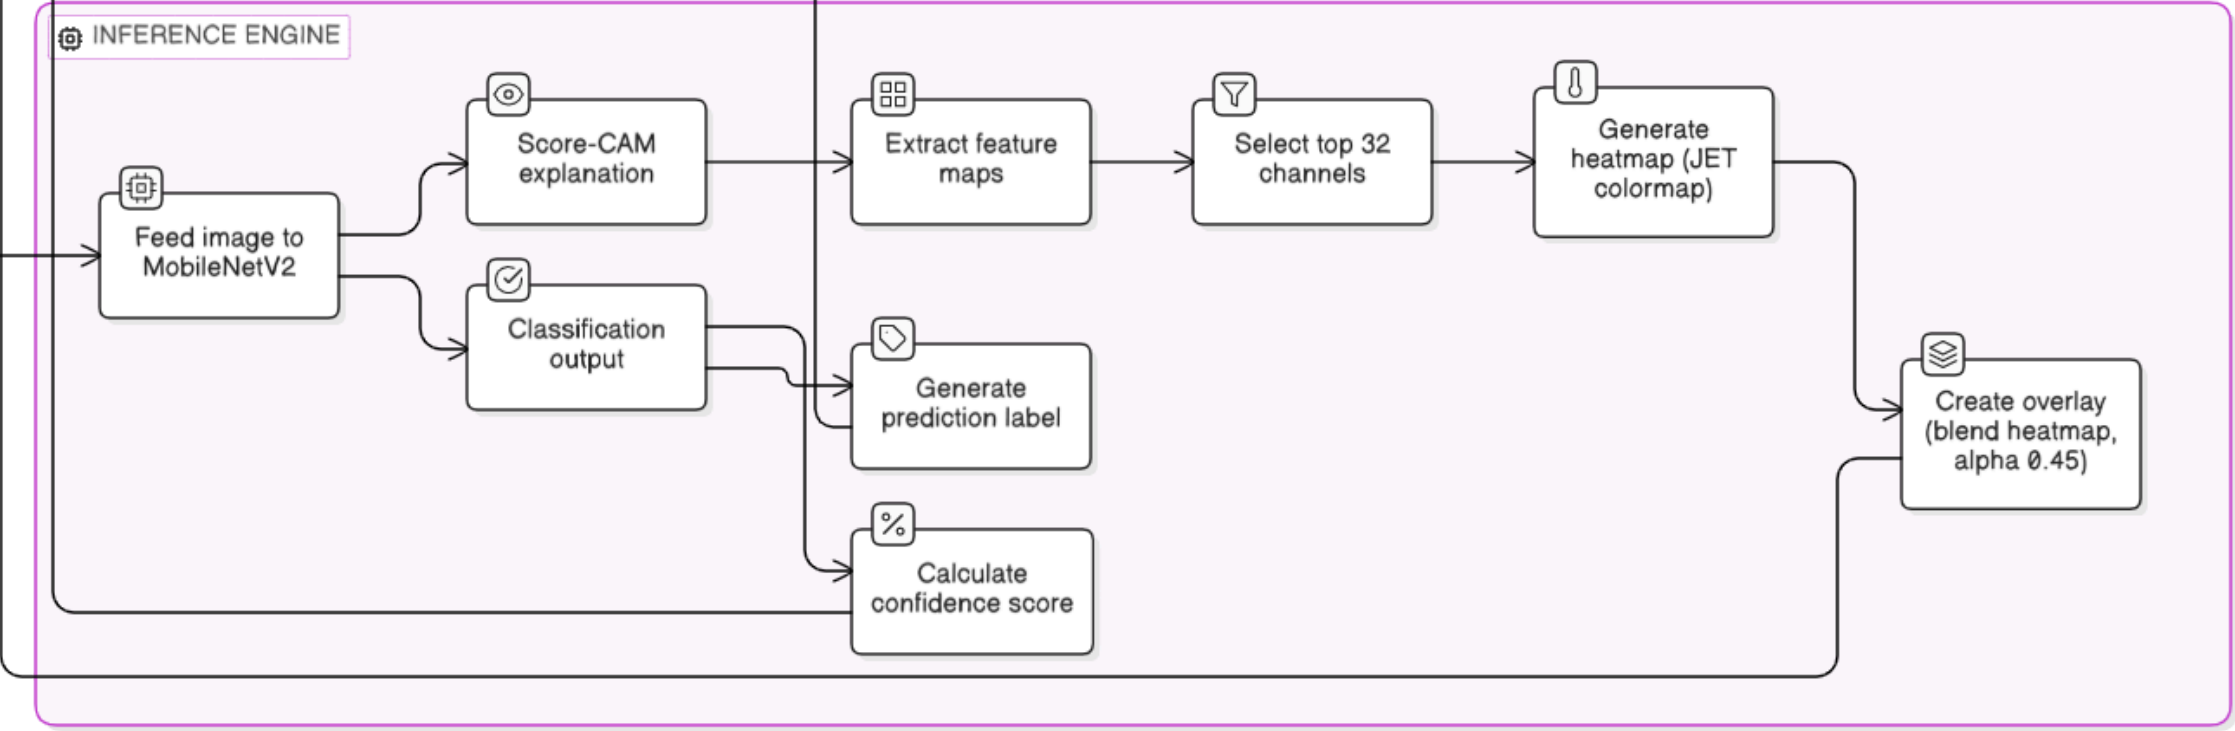 INFERENCE ENGINE
Feed image to
MobileNetV2
Score-CAM
explanation
Extract feature
maps
Select top 32
channels
Generate
heatmap (JET
colormap)
Classification
output
Generate
prediction label
Calculate
confidence score
Create overlay
(blend heatmap,
alpha 0.45)